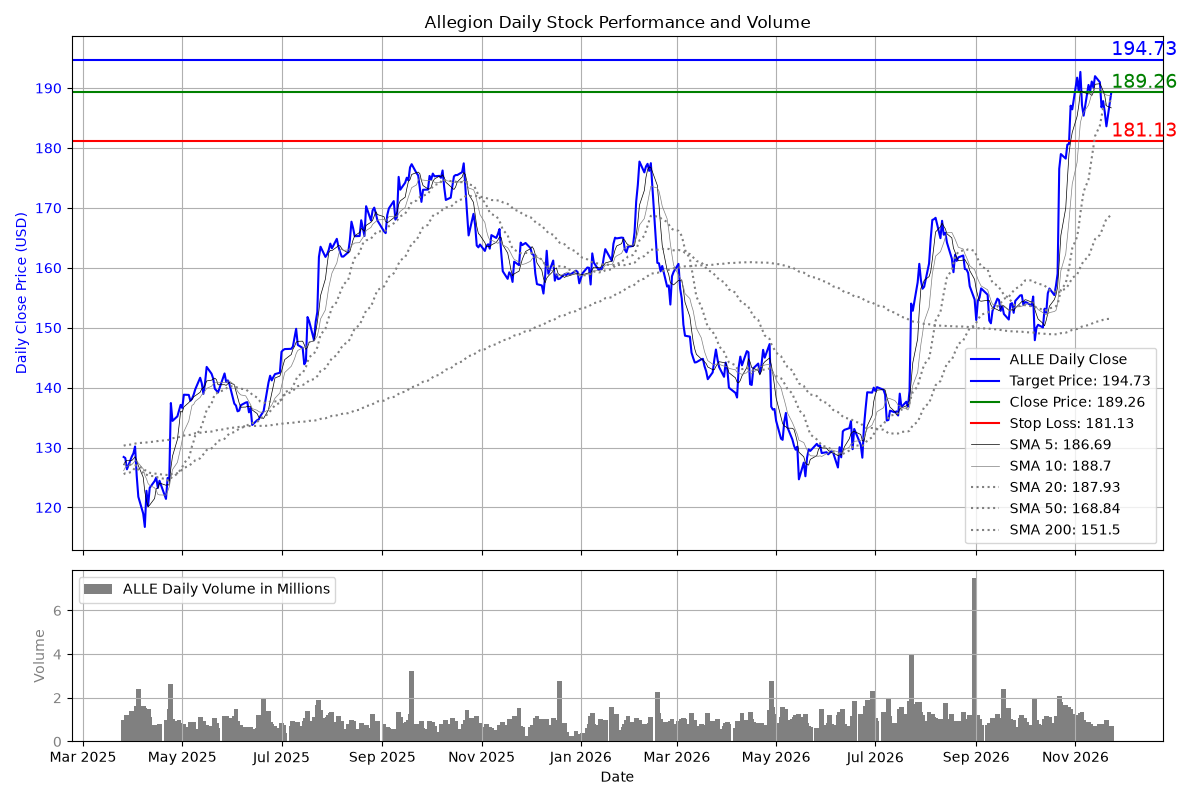 Allegion Daily Stock Performance and Volume
194.73
189.26
181.13
190
180
170
160
150
140
130
120
Daily Close Price (USD)
ALLE Daily Close
Target Price: 194.73
Close Price: 189.26
Stop Loss: 181.13
SMA 5: 186.69
SMA 10: 188.7
SMA 20: 187.93
SMA 50: 168.84
SMA 200: 151.5
ALLE Daily Volume in Millions
6
4
2
0
Volume
Mar 2025 May 2025 Jul 2025 Sep 2025 Nov 2025 Jan 2026 Mar 2026 May 2026 Jul 2026 Sep 2026 Nov 2026
Date